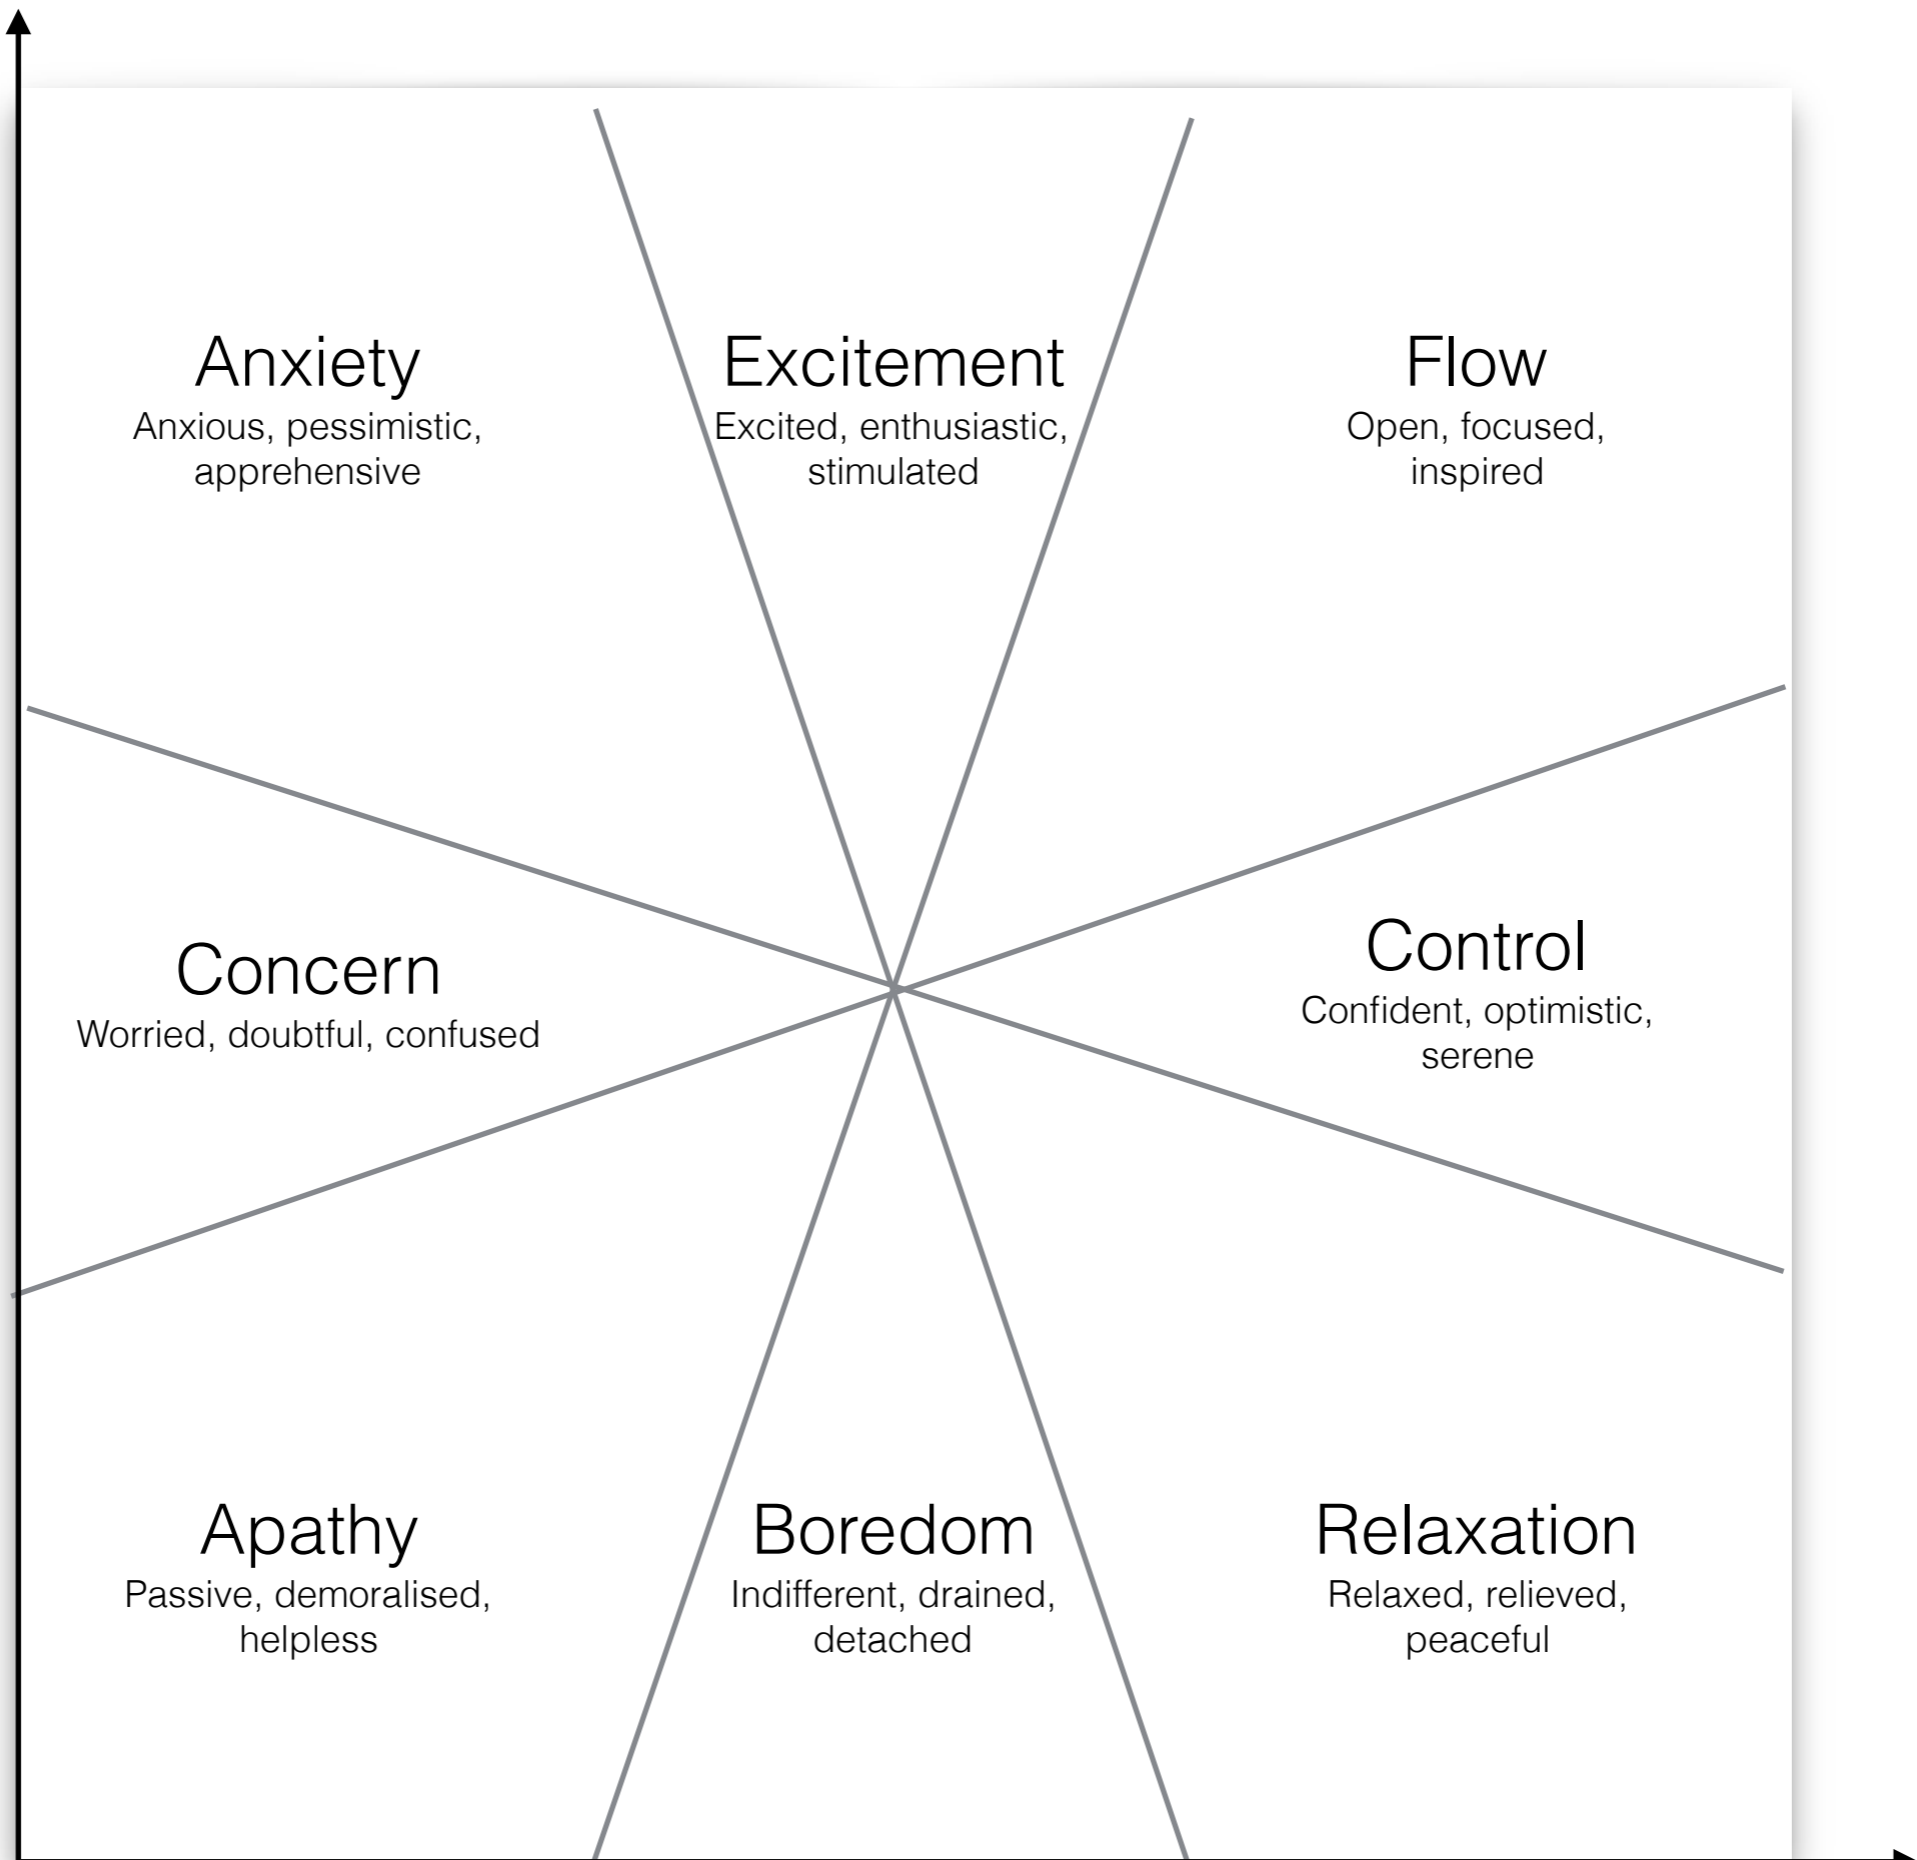 Anxiety
Anxious, pessimistic,
apprehensive
Excitement
Excited, enthusiastic,
stimulated
Flow
Open, focused,
inspired
Concern
Worried, doubtful, confused
Control
Confident, optimistic,
serene
Apathy
Passive, demoralised,
helpless
Boredom
Indifferent, drained,
detached
Relaxation
Relaxed, relieved,
peaceful